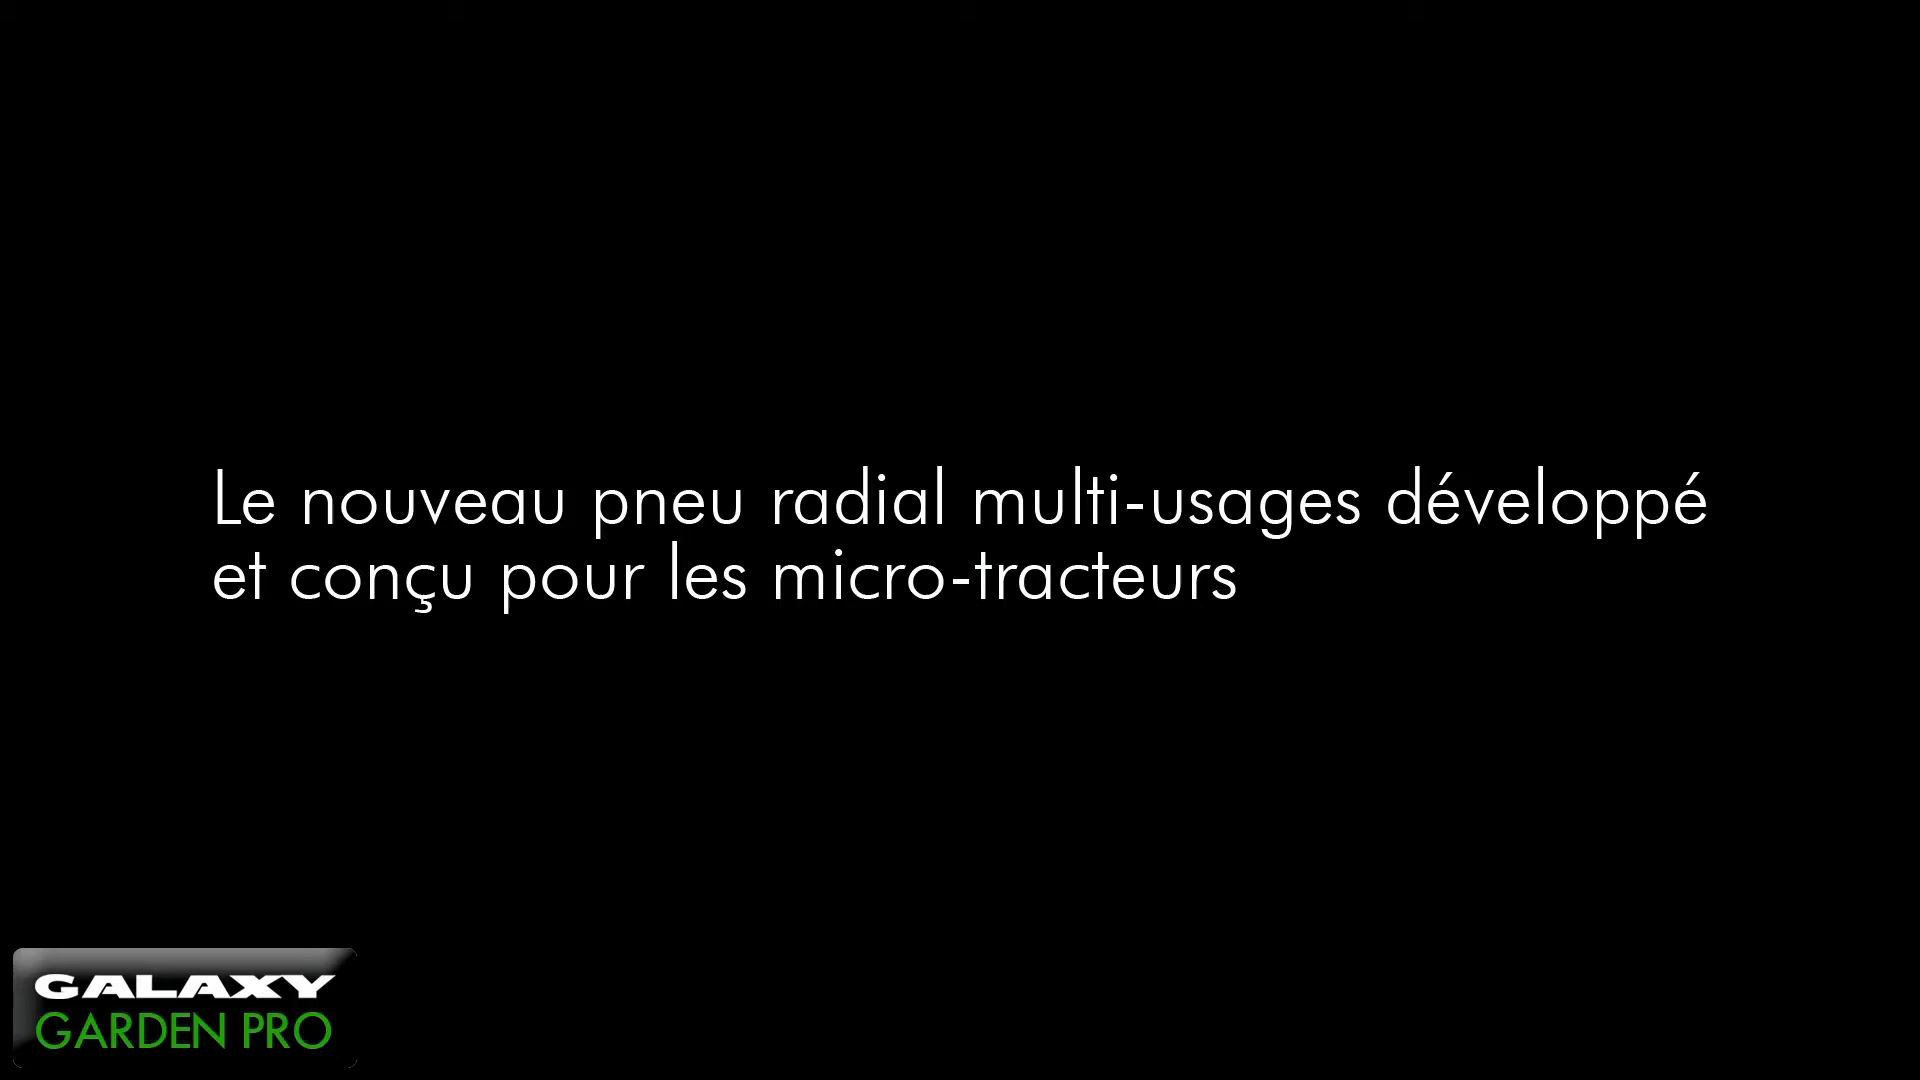 Le nouveau pneu radial multi-usages développé
et conçu pour les micro-tracteurs
GALAXY
GARDEN PRO